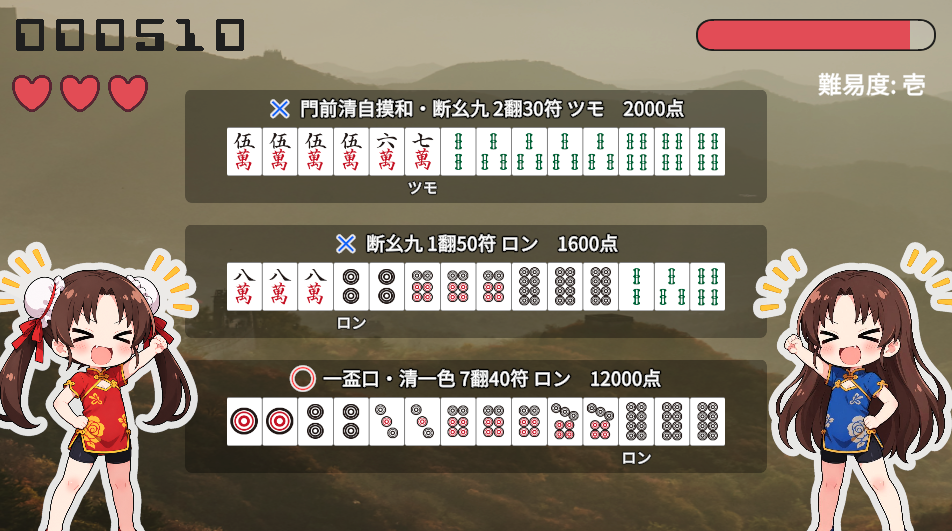 000510
難易度: 壱
門前清自摸和・断幺九 2翻30符 ツモ 2000点
伍萬 伍萬 伍萬 伍萬 六萬 七萬
ツモ
断幺九 1翻50符 ロン 1600点
八萬 八萬 八萬
ロン
一盃口・清一色 7翻40符 ロン 12000点
ロン